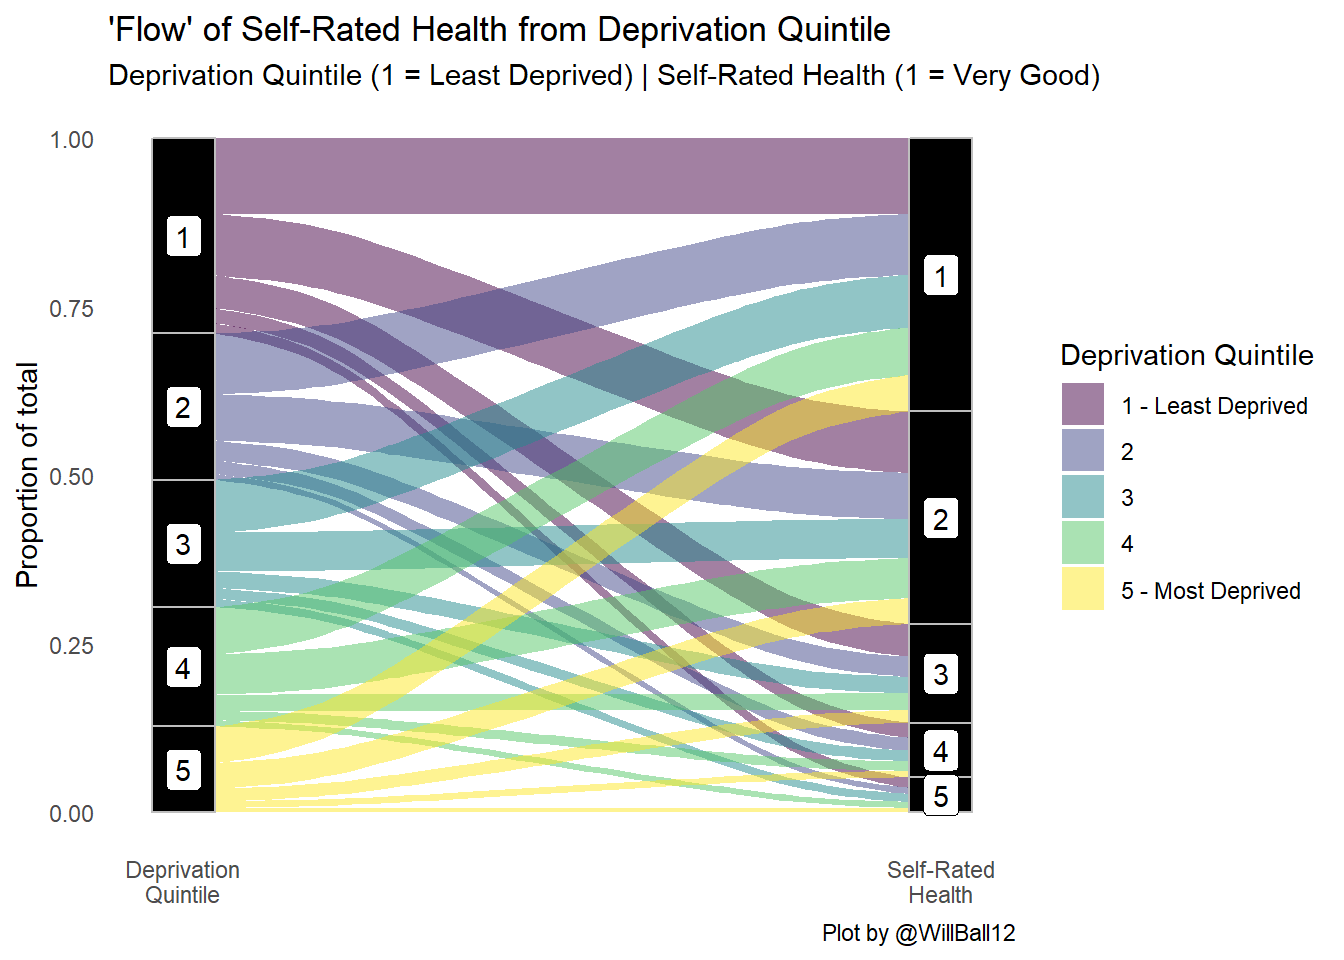 'Flow' of Self-Rated Health from Deprivation Quintile
Deprivation Quintile (1 = Least Deprived) | Self-Rated Health (1 = Very Good)
Proportion of total
1.00
0.75
0.50
0.25
0.00
1
2
3
4
5
1
2
3
4
5
Deprivation
Quintile
Self-Rated
Health
Deprivation Quintile
1 - Least Deprived
2
3
4
5 - Most Deprived
Plot by @WillBall12